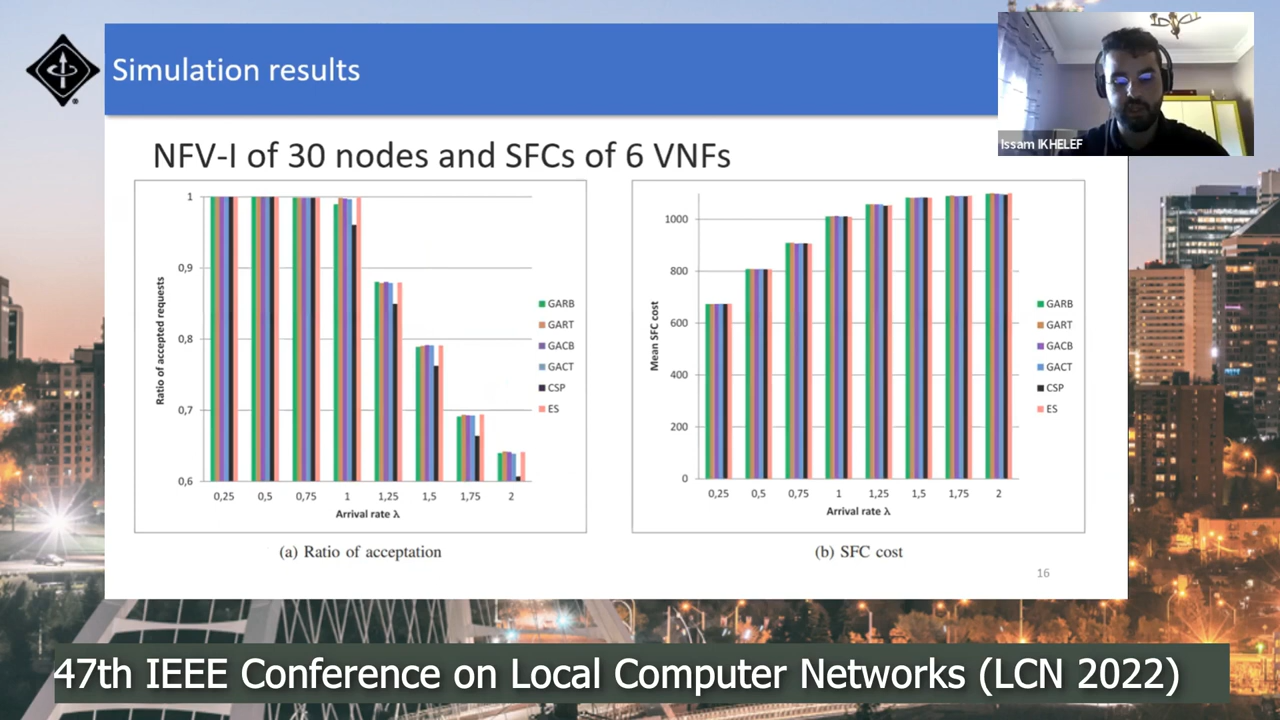 Simulation results
Issam IKHELEF
NFV-I of 30 nodes and SFCs of 6 VNFs
Ratio of accepted requests
1
0,9
0,8
0,7
0,6
0,25 0,5 0,75 1 1,25 1,5 1,75 2
Arrival rate λ
GARB
GART
GACB
GACT
CSP
ES
(a) Ratio of acceptation
Mean SFC cost
1000
800
600
400
200
0
0,25 0,5 0,75 1 1,25 1,5 1,75 2
Arrival rate λ
GARB
GART
GACB
GACT
CSP
ES
(b) SFC cost
16
47th IEEE Conference on Local Computer Networks (LCN 2022)